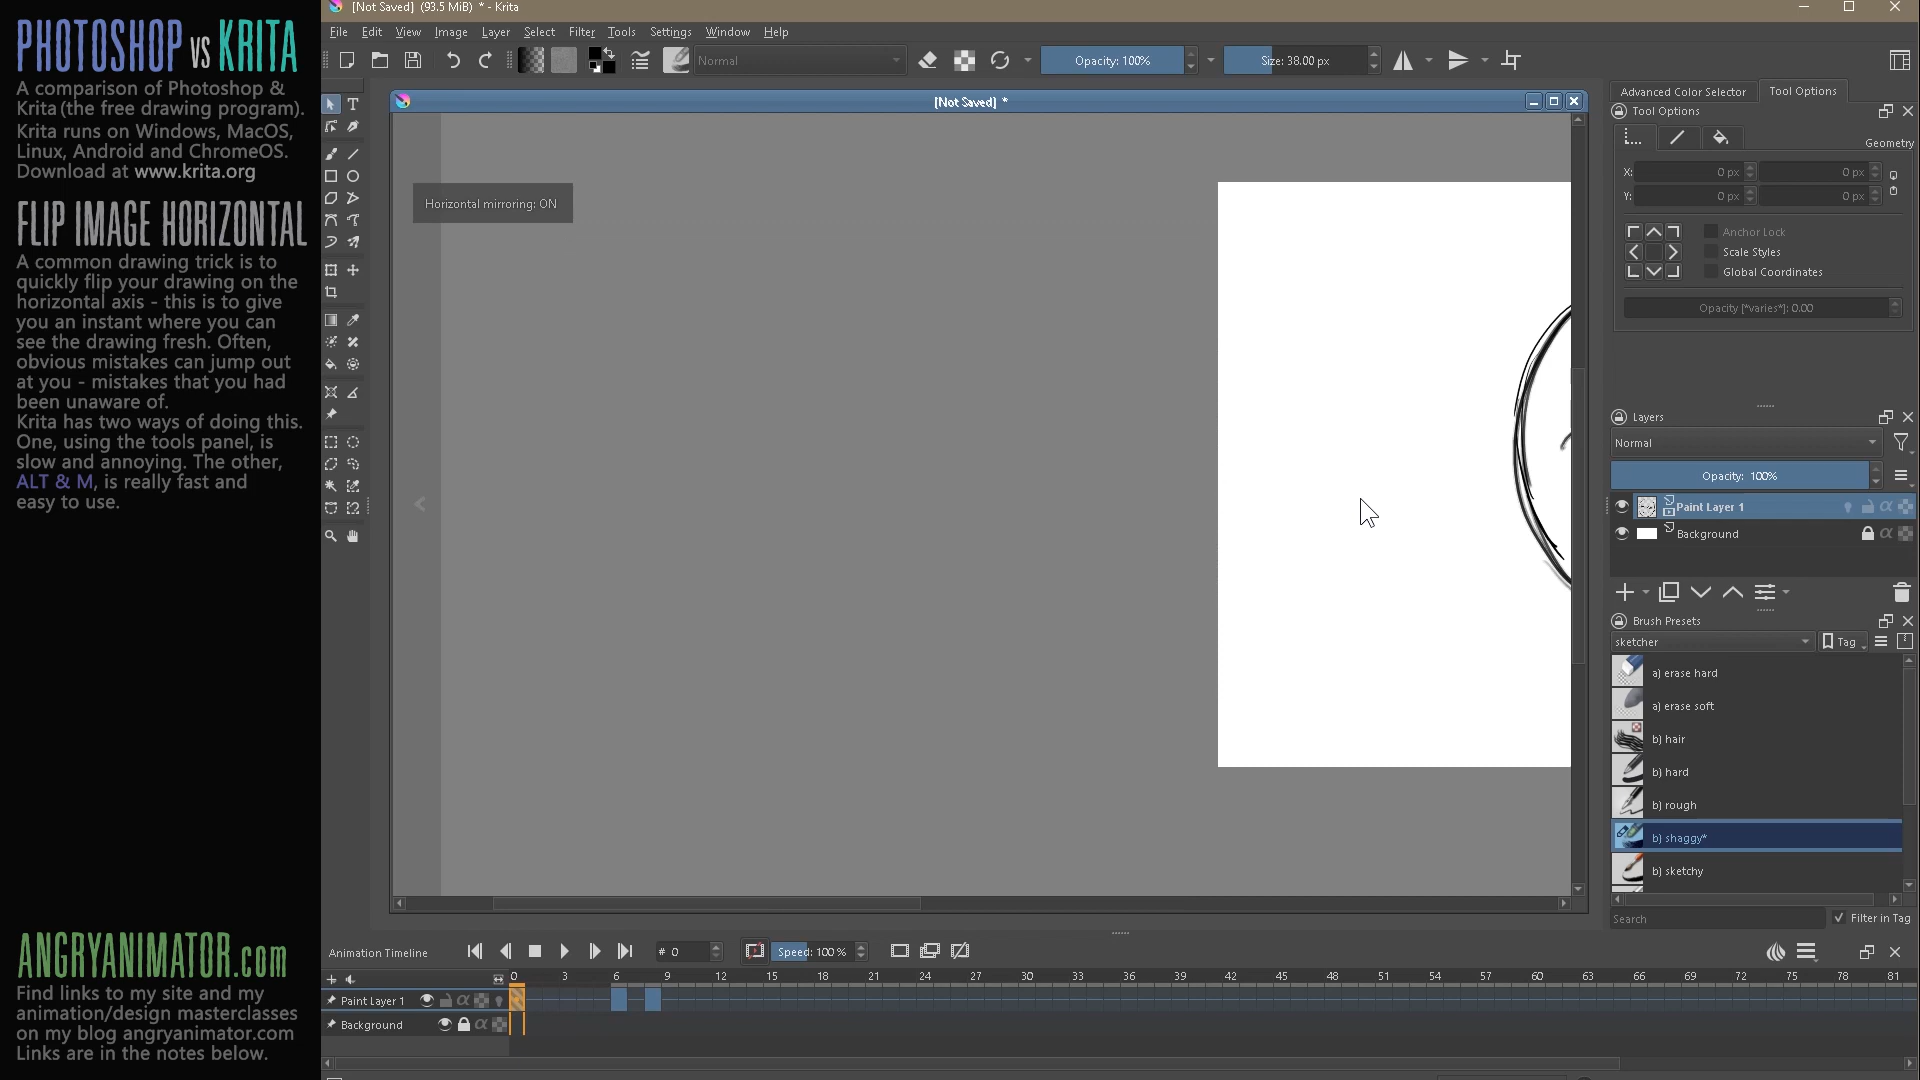 PHOTOSHOP VS KRITA
A comparison of Photoshop &
Krita (the free drawing program).
Krita runs on Windows, MacOS,
Linux, Android and ChromeOS.
Download at www.krita.org
FLIP IMAGE HORIZONTAL
A common drawing trick is to
quickly flip your drawing on the
horizontal axis - this is to give
you an instant where you can
see the drawing fresh. Often,
obvious mistakes can jump out
at you - mistakes that you had
been unaware of.
Krita has two ways of doing this.
One, using the tools panel, is
slow and annoying. The other,
ALT & M, is really fast and
easy to use.
ANGRYANIMATOR.com
Find links to my site and my
animation/design masterclasses
on my blog angryanimator.com
Links are in the notes below.
[Not Saved] (93.5 MiB) * - Krita
File Edit View Image Layer Select Filter Tools Settings Window Help
Normal Opacity: 100% Size: 38.00 px
[Not Saved] *
Horizontal mirroring: ON
Advanced Color Selector Tool Options
Tool Options
Geometry
X: 0 px 0 px
Y: 0 px 0 px
Anchor Lock
Scale Styles
Global Coordinates
Opacity [*varies*]: 0.00
Layers
Normal
Opacity: 100%
Paint Layer 1
Background
Brush Presets
sketcher Tag
a) erase hard
a) erase soft
b) hair
b) hard
b) rough
b) shaggy*
b) sketchy
Search Filter in Tag
Animation Timeline # 0 Speed: 100 %
0 3 6 9 12 15 18 21 24 27 30 33 36 39 42 45 48 51 54 57 60 63 66 69 72 75 78 81
Paint Layer 1
Background